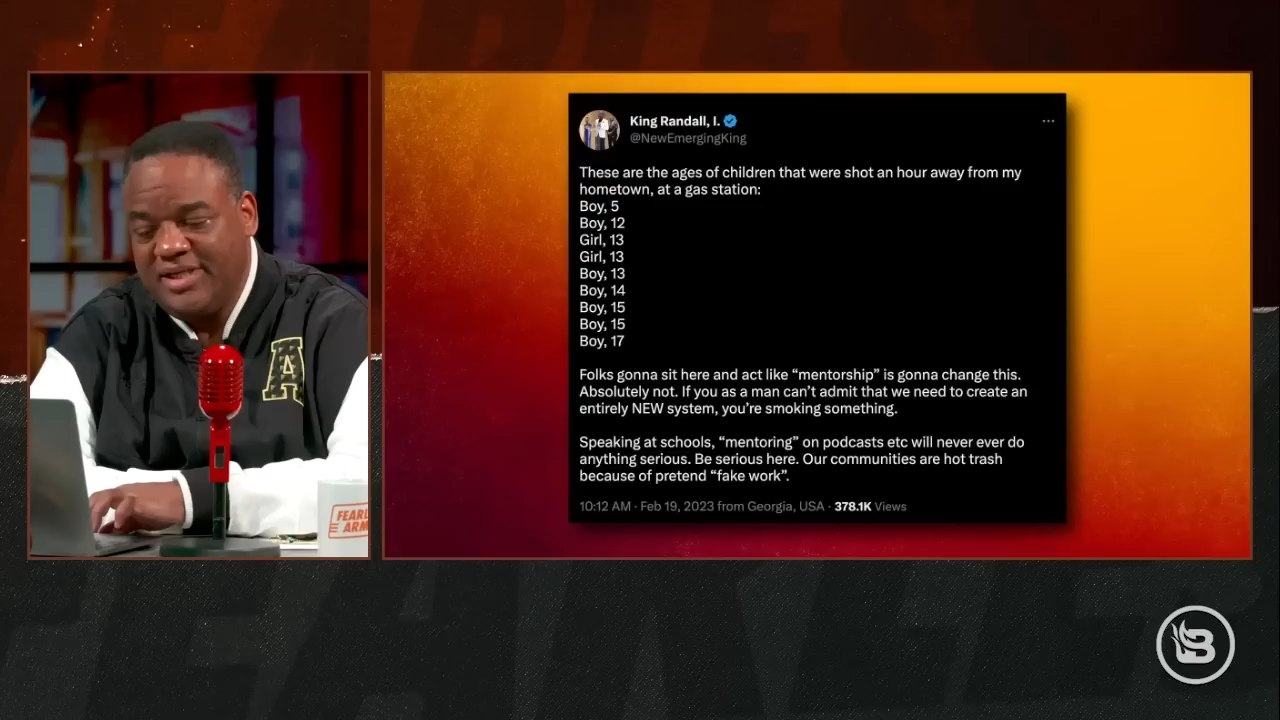 King Randall, I.
@NewEmergingKing
These are the ages of children that were shot an hour away from my
hometown, at a gas station:
Boy, 5
Boy, 12
Girl, 13
Girl, 13
Boy, 13
Boy, 14
Boy, 15
Boy, 15
Boy, 17
Folks gonna sit here and act like “mentorship” is gonna change this.
Absolutely not. If you as a man can’t admit that we need to create an
entirely NEW system, you’re smoking something.
Speaking at schools, “mentoring” on podcasts etc will never ever do
anything serious. Be serious here. Our communities are hot trash
because of pretend “fake work”.
10:12 AM · Feb 19, 2023 from Georgia, USA · 378.1K Views
A
FEARL
ARM
B